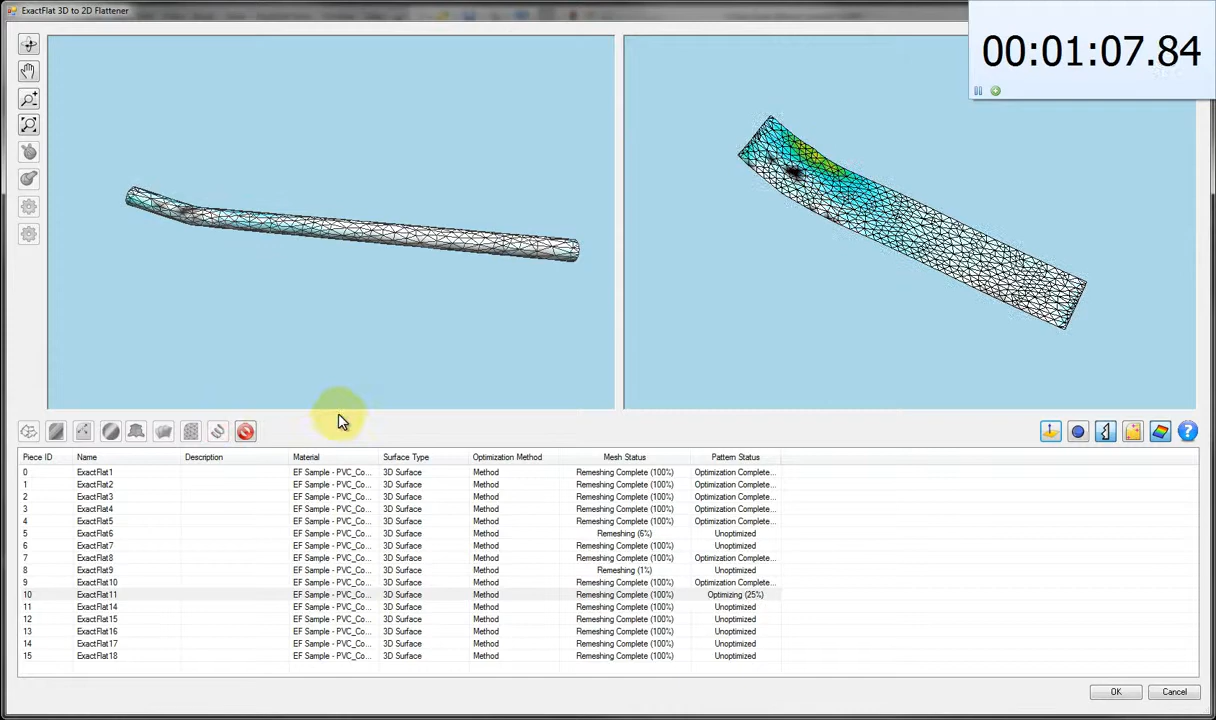 ExactFlat 3D to 2D Flattener
00:01:07.84
Piece ID Name Description Material Surface Type Optimization Method Mesh Status Pattern Status
0 ExactFlat1 EF Sample - PVC_Co... 3D Surface Method Remeshing Complete (100%) Optimization Complete...
1 ExactFlat2 EF Sample - PVC_Co... 3D Surface Method Remeshing Complete (100%) Optimization Complete...
2 ExactFlat3 EF Sample - PVC_Co... 3D Surface Method Remeshing Complete (100%) Optimization Complete...
3 ExactFlat4 EF Sample - PVC_Co... 3D Surface Method Remeshing Complete (100%) Optimization Complete...
4 ExactFlat5 EF Sample - PVC_Co... 3D Surface Method Remeshing Complete (100%) Optimization Complete...
5 ExactFlat6 EF Sample - PVC_Co... 3D Surface Method Remeshing (6%) Unoptimized
6 ExactFlat7 EF Sample - PVC_Co... 3D Surface Method Remeshing Complete (100%) Unoptimized
7 ExactFlat8 EF Sample - PVC_Co... 3D Surface Method Remeshing Complete (100%) Optimization Complete...
8 ExactFlat9 EF Sample - PVC_Co... 3D Surface Method Remeshing (1%) Unoptimized
9 ExactFlat10 EF Sample - PVC_Co... 3D Surface Method Remeshing Complete (100%) Optimization Complete...
10 ExactFlat11 EF Sample - PVC_Co... 3D Surface Method Remeshing Complete (100%) Optimizing (25%)
11 ExactFlat14 EF Sample - PVC_Co... 3D Surface Method Remeshing Complete (100%) Unoptimized
12 ExactFlat15 EF Sample - PVC_Co... 3D Surface Method Remeshing Complete (100%) Unoptimized
13 ExactFlat16 EF Sample - PVC_Co... 3D Surface Method Remeshing Complete (100%) Unoptimized
14 ExactFlat17 EF Sample - PVC_Co... 3D Surface Method Remeshing Complete (100%) Unoptimized
15 ExactFlat18 EF Sample - PVC_Co... 3D Surface Method Remeshing Complete (100%) Unoptimized
OK Cancel